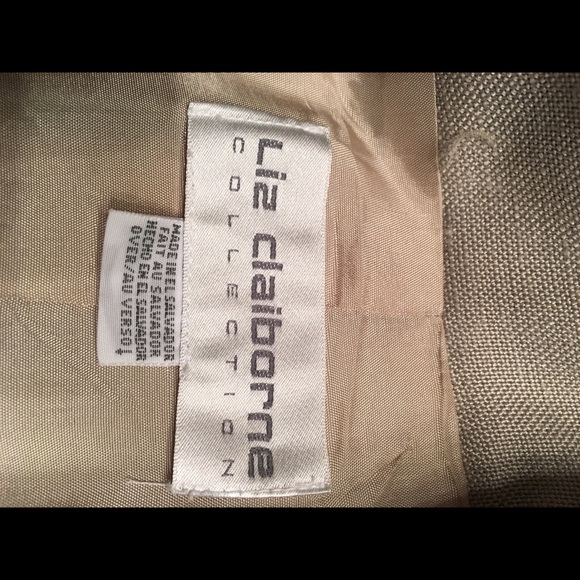 Liz claiborne
COLLECTION
MADE IN EL SALVADOR
FAIT AU SALVADOR
HECHO EN EL SALVADOR
OVER/AU VERSO